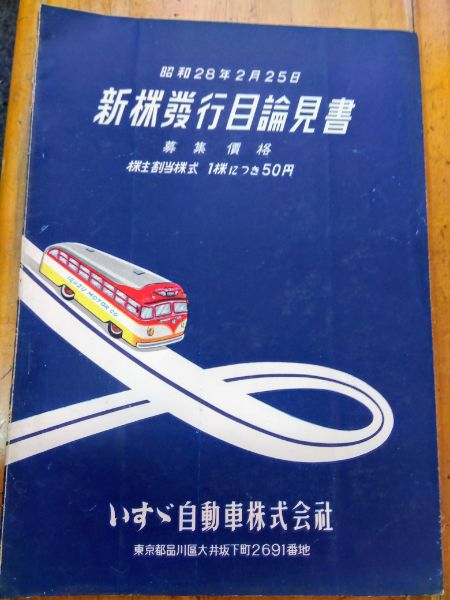 昭和28年2月25日
新株發行目論見書
募集價格
株主割当株式 1株につき50円
ISUZU MOTOR CO.
いすゞ自動車株式会社
東京都品川區大井坂下町2691番地